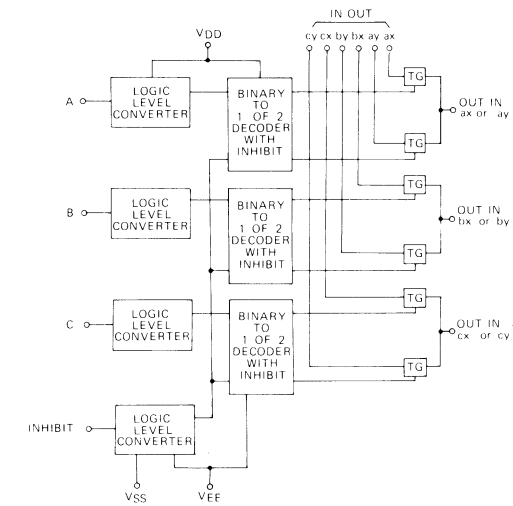 IN OUT
cy cx by bx ay ax
VDD
A
LOGIC
LEVEL
CONVERTER
BINARY
TO
1 OF 2
DECODER
WITH
INHIBIT
TG
OUT IN
ax or ay
TG
B
LOGIC
LEVEL
CONVERTER
BINARY
TO
1 OF 2
DECODER
WITH
INHIBIT
TG
OUT IN
bx or by
TG
C
LOGIC
LEVEL
CONVERTER
BINARY
TO
1 OF 2
DECODER
WITH
INHIBIT
TG
OUT IN
cx or cy
TG
INHIBIT
LOGIC
LEVEL
CONVERTER
VSS
VEE